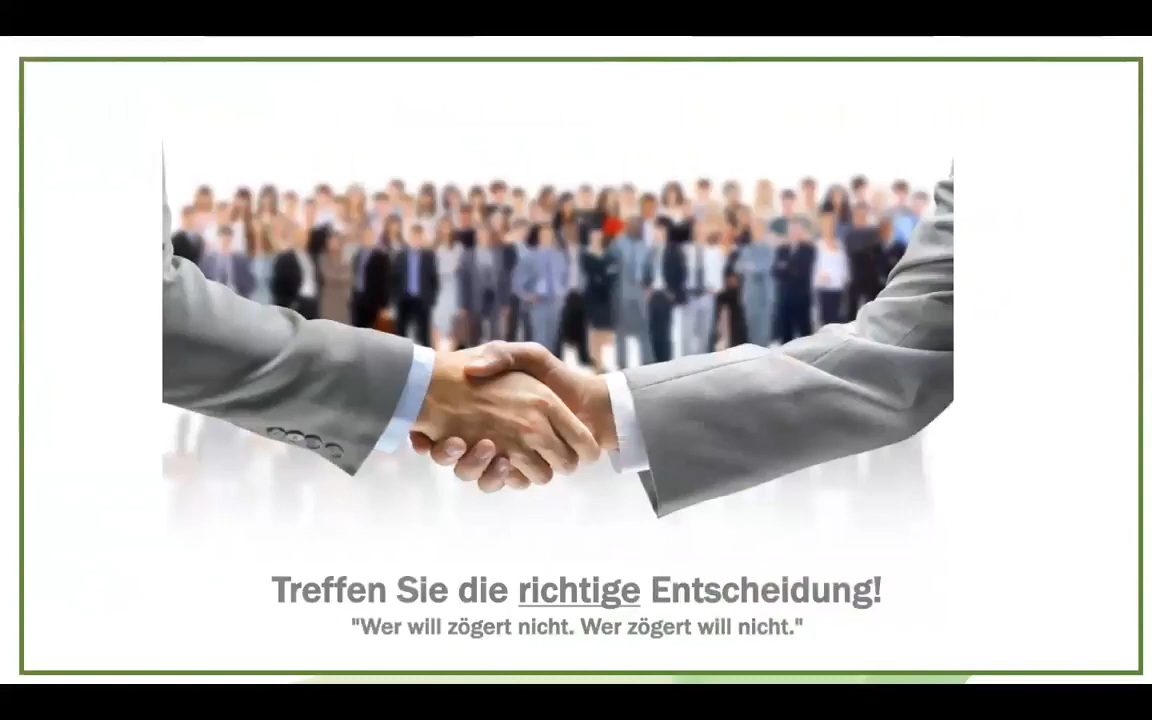 Treffen Sie die richtige Entscheidung!
"Wer will zögert nicht. Wer zögert will nicht."